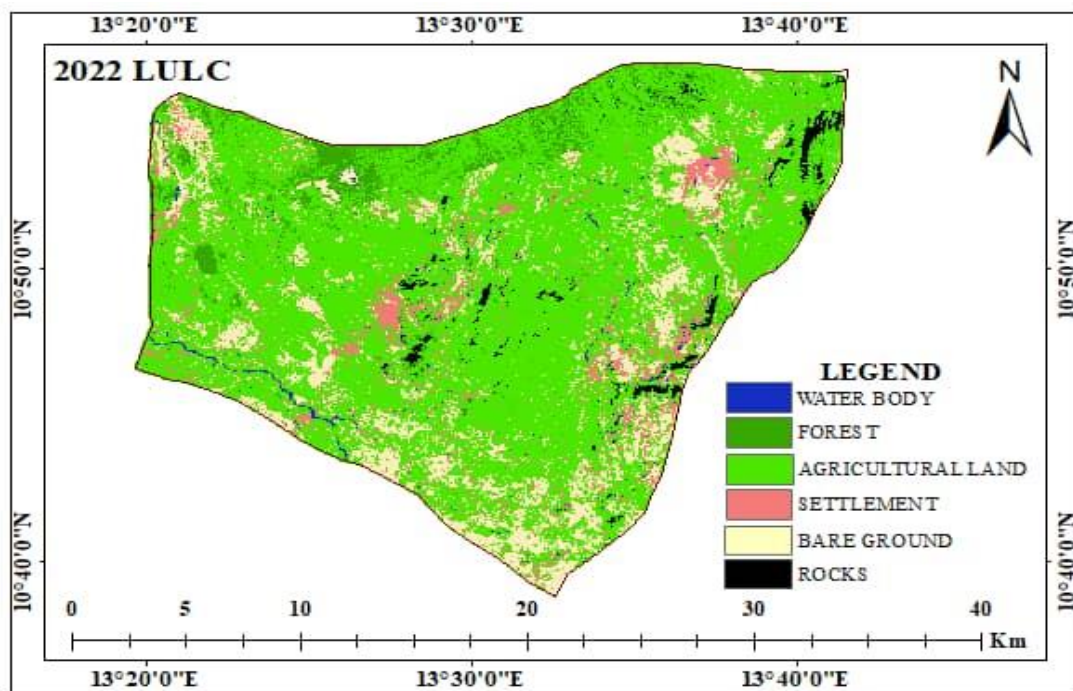 13°20'0"E 13°30'0"E 13°40'0"E
2022 LULC
N
10°50'0"N 10°50'0"N
LEGEND
WATER BODY
FOREST
AGRICULTURAL LAND
SETTLEMENT
BARE GROUND
ROCKS
10°40'0"N 10°40'0"N
0 5 10 20 30 40
Km
13°20'0"E 13°30'0"E 13°40'0"E